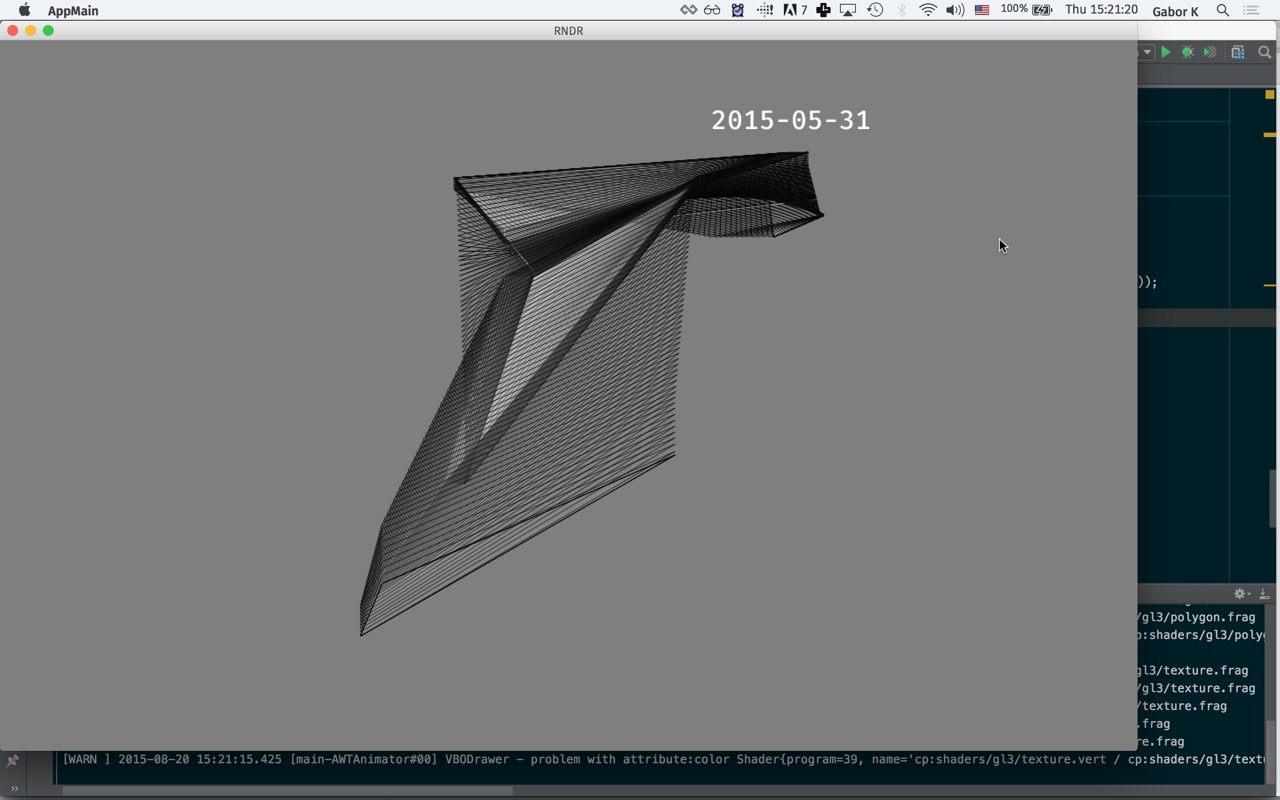 AppMain
7
100%
Thu 15:21:20
Gabor K
RNDR
2015-05-31
));
/gl3/polygon.frag
p:shaders/gl3/poly
gl3/texture.frag
/gl3/texture.frag
/texture.frag
.frag
re.frag
[WARN ] 2015-08-20 15:21:15.425 [main-AWTAnimator#00] VBODrawer - problem with attribute:color Shader{program=39, name='cp:shaders/gl3/texture.vert / cp:shaders/gl3/textu